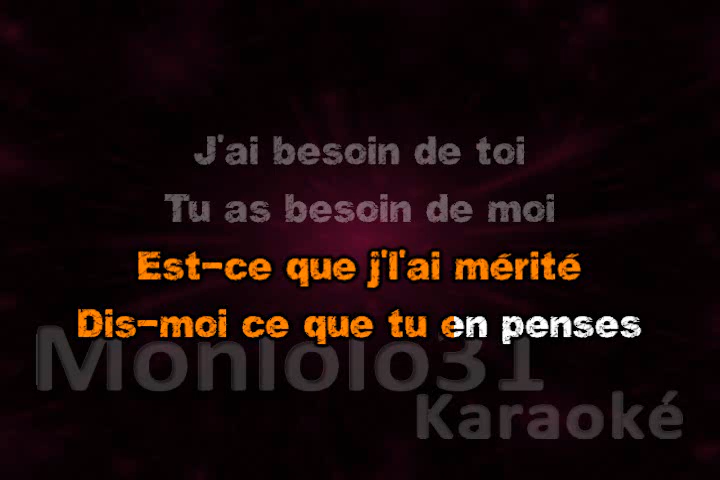 J'ai besoin de toi
Tu as besoin de moi
Est-ce que j'l'ai mérité
Dis-moi ce que tu en penses
Monlolo31
Karaoké